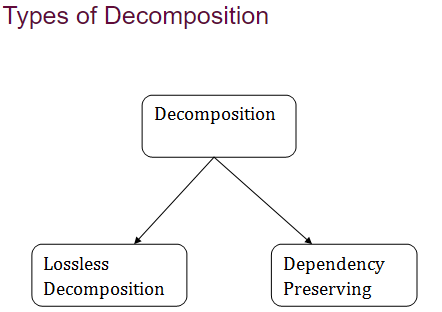 Types of Decomposition
Decomposition
Lossless
Decomposition
Dependency
Preserving